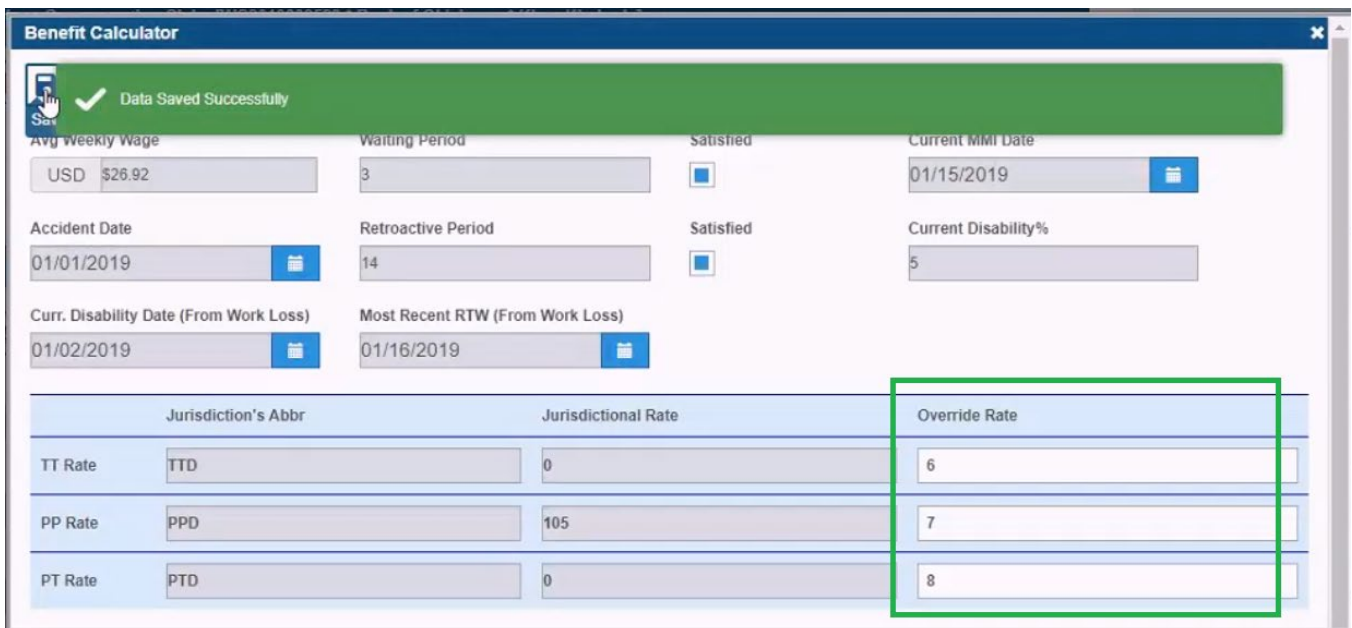 Benefit Calculator
Data Saved Successfully
Avg Weekly Wage Waiting Period Satisfied Current MMI Date
USD $26.92 3 01/15/2019
Accident Date Retroactive Period Satisfied Current Disability%
01/01/2019 14 5
Curr. Disability Date (From Work Loss) Most Recent RTW (From Work Loss)
01/02/2019 01/16/2019
Jurisdiction's Abbr Jurisdictional Rate Override Rate
TT Rate TTD 0 6
PP Rate PPD 105 7
PT Rate PTD 0 8